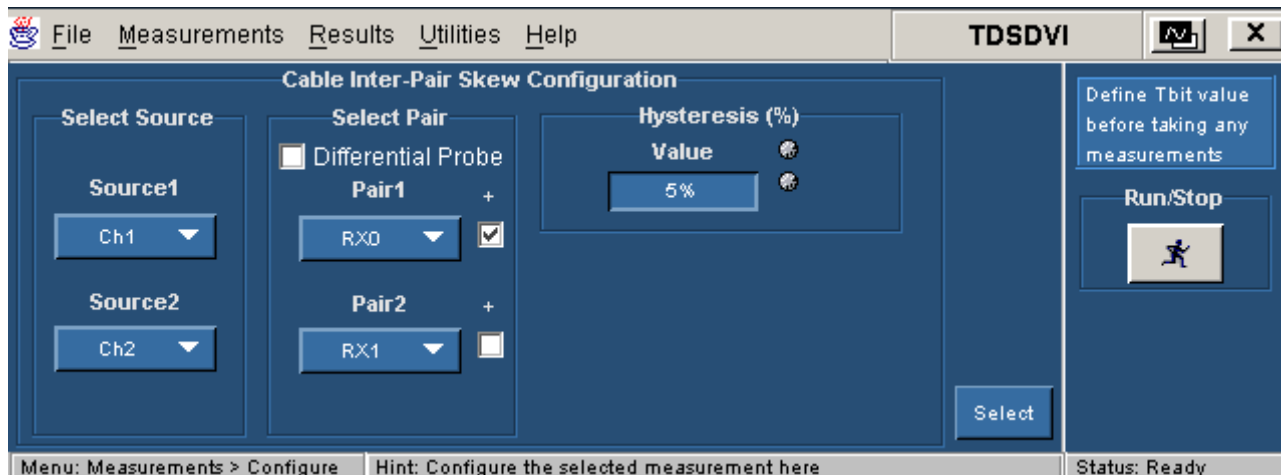 File Measurements Results Utilities Help TDSDVI
Cable Inter-Pair Skew Configuration
Select Source
Source1
Ch1
Source2
Ch2
Select Pair
Differential Probe
Pair1 +
RX0
Pair2 +
RX1
Hysteresis (%)
Value
5%
Select
Define Tbit value
before taking any
measurements
Run/Stop
Menu: Measurements > Configure
Hint: Configure the selected measurement here
Status: Ready